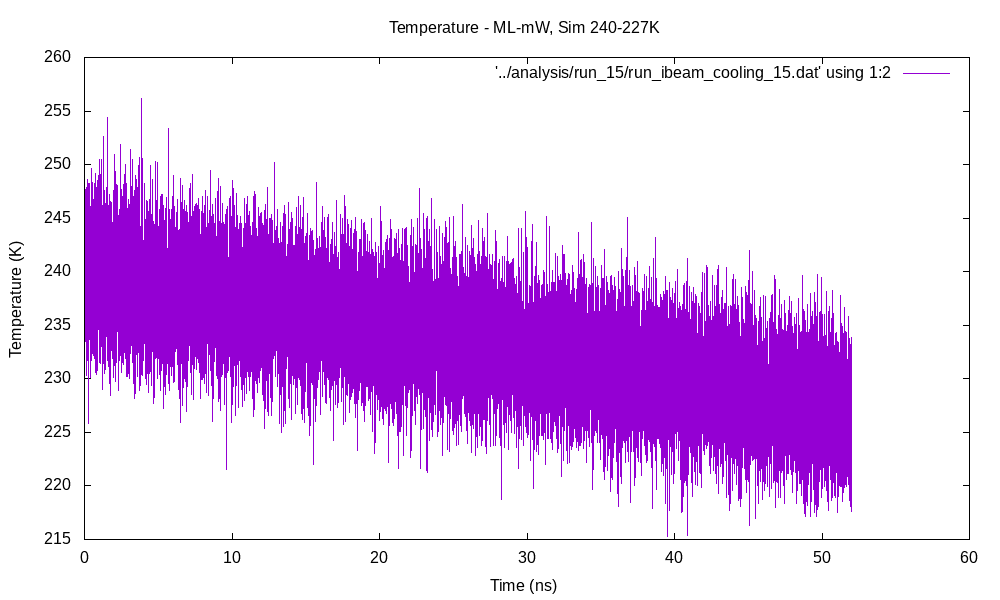 Temperature - ML-mW, Sim 240-227K
'../analysis/run_15/run_ibeam_cooling_15.dat' using 1:2
260
255
250
245
240
235
230
225
220
215
Temperature (K)
0 10 20 30 40 50 60
Time (ns)